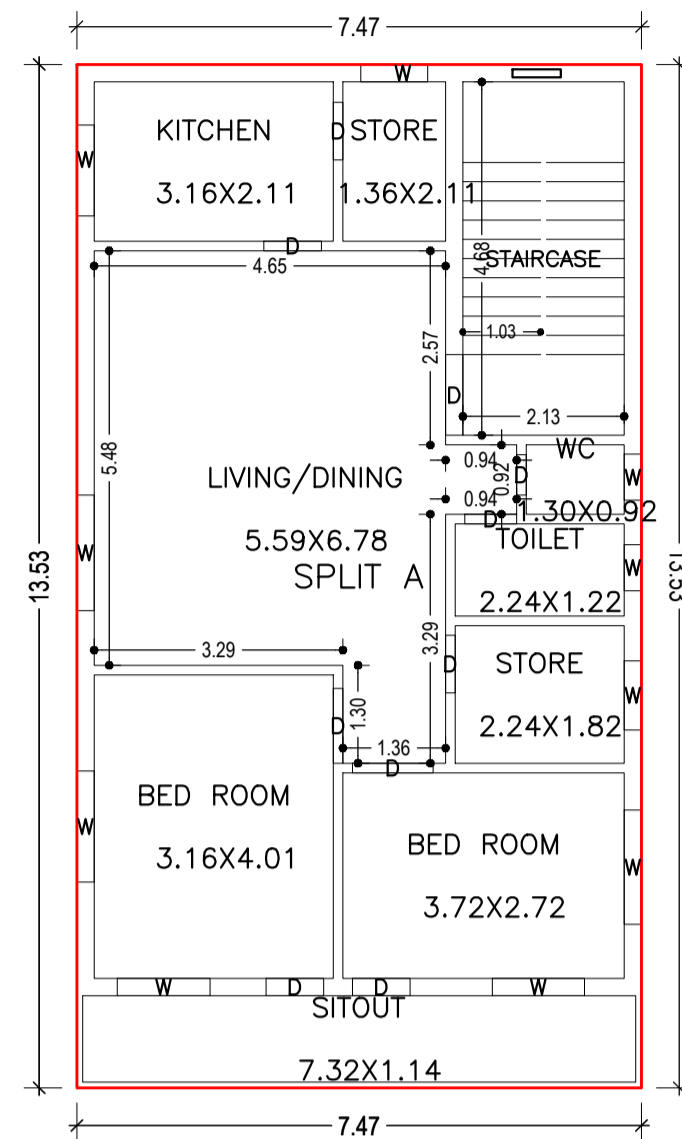 7.47
W
KITCHEN
D
STORE
W
3.16X2.11
1.36X2.11
D
4.65
4.68
STAIRCASE
1.03
2.57
D
2.13
5.48
WC
0.94
0.92
D
W
LIVING/DINING
0.94
1.30X0.92
D
5.59X6.78
TOILET
W
W
SPLIT A
2.24X1.22
13.53
13.53
3.29
3.29
D
STORE
W
1.30
2.24X1.82
D
1.36
D
BED ROOM
W
3.16X4.01
BED ROOM
W
3.72X2.72
W
D
D
W
SITOUT
7.32X1.14
7.47